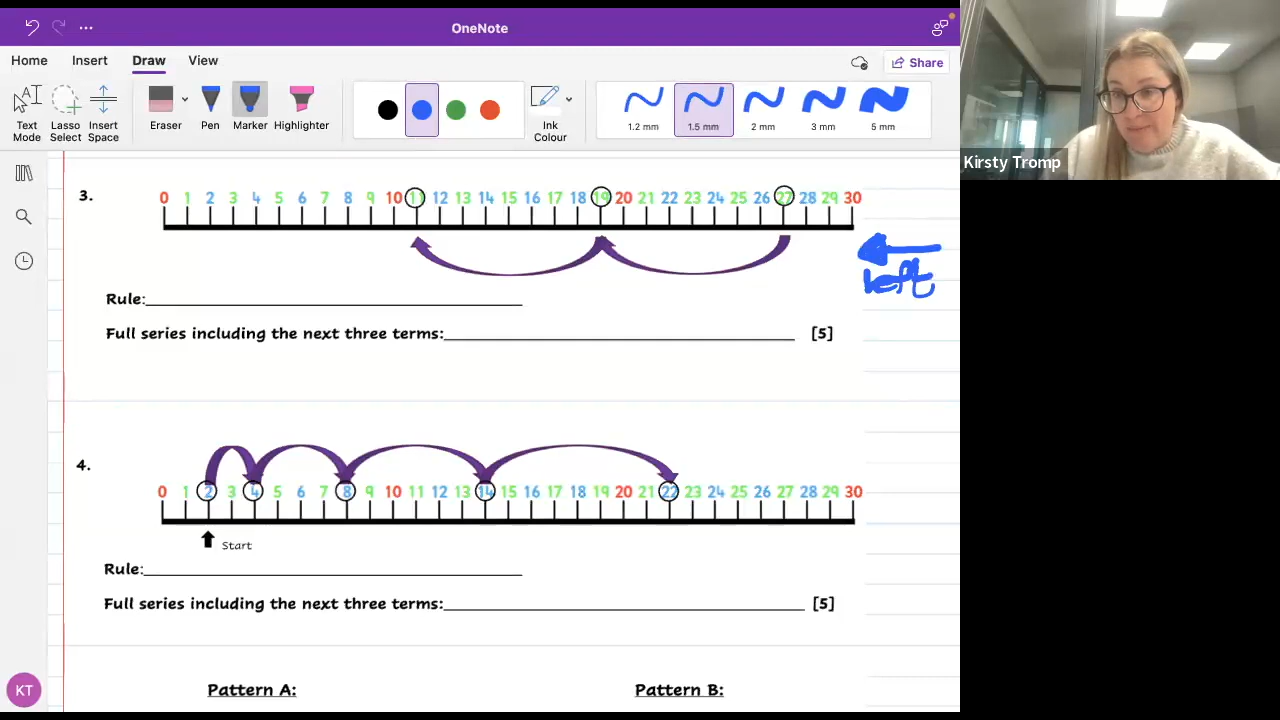 OneNote
Home Insert Draw View
Share
Text Mode
Lasso Select
Insert Space
Eraser
Pen
Marker
Highlighter
Ink Colour
1.2 mm
1.5 mm
2 mm
3 mm
5 mm
Kirsty Tromp
3.
0 1 2 3 4 5 6 7 8 9 10 11 12 13 14 15 16 17 18 19 20 21 22 23 24 25 26 27 28 29 30
left
Rule:
Full series including the next three terms: [5]
4.
0 1 2 3 4 5 6 7 8 9 10 11 12 13 14 15 16 17 18 19 20 21 22 23 24 25 26 27 28 29 30
Start
Rule:
Full series including the next three terms: [5]
Pattern A: Pattern B:
KT